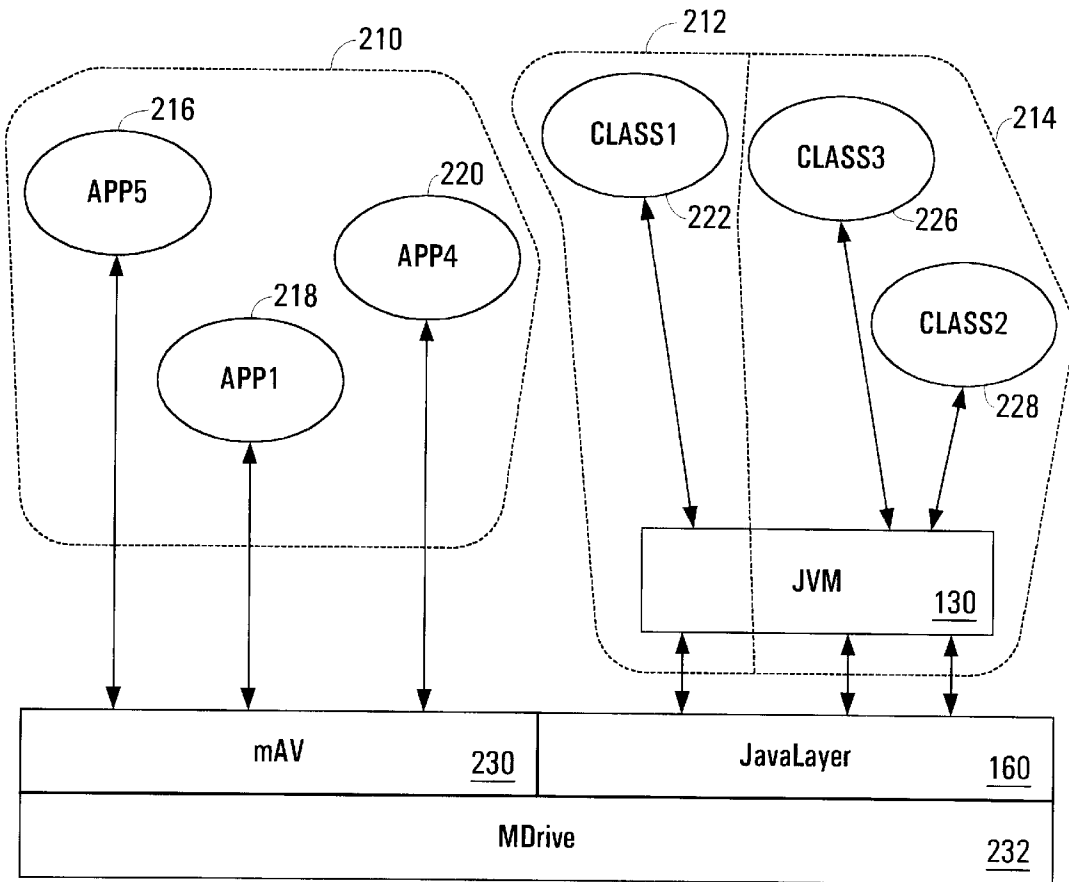 210
212
216
APP5
220
APP4
218
APP1
CLASS1
222
CLASS3
226
214
CLASS2
228
JVM
130
mAV
230
JavaLayer
160
MDrive
232